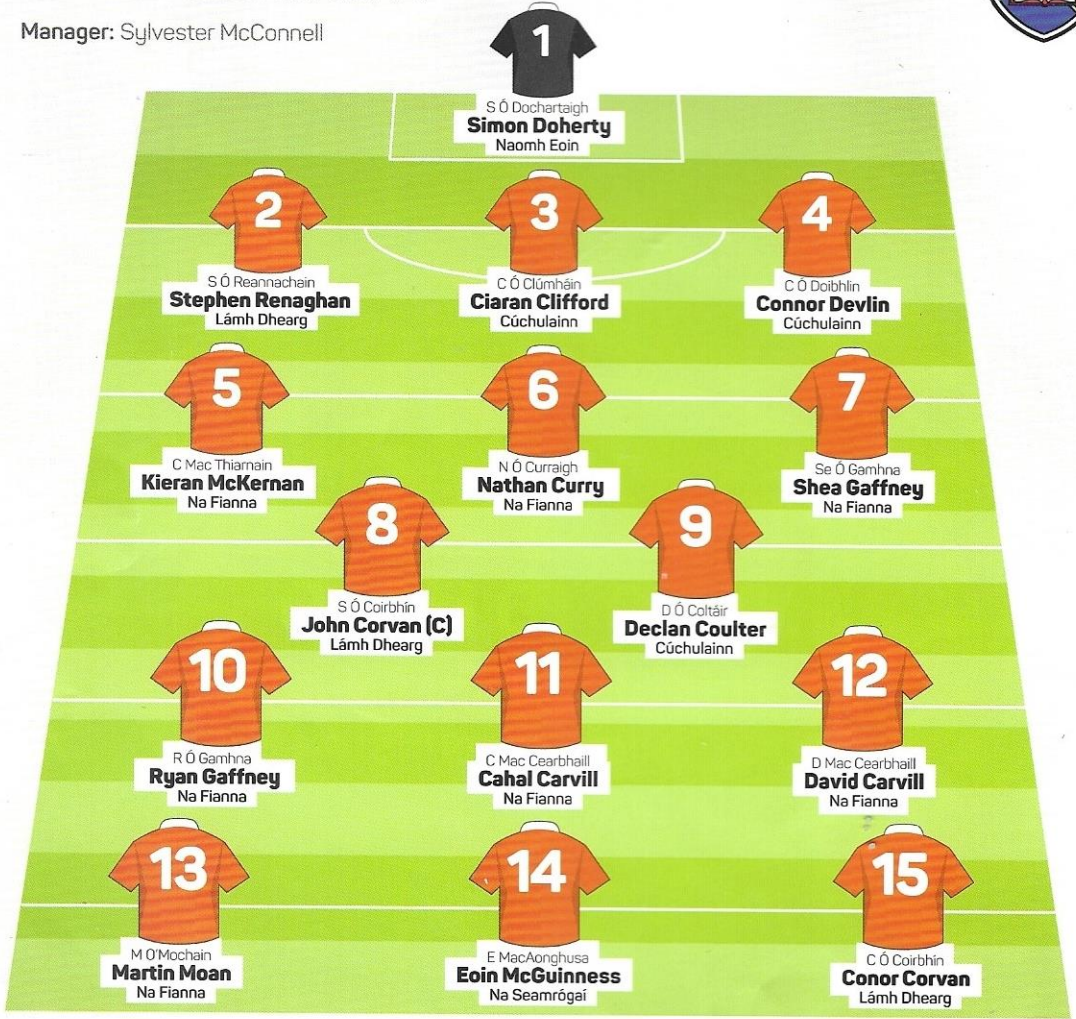 Manager: Sylvester McConnell
1
S Ó Dochartaigh
Simon Doherty
Naomh Eoin
2
S Ó Reannachain
Stephen Renaghan
Lámh Dhearg
3
C Ó Clúmháin
Ciaran Clifford
Cúchulainn
4
C Ó Doibhlin
Connor Devlin
Cúchulainn
5
C Mac Thiarnain
Kieran McKernan
Na Fianna
6
N Ó Curraigh
Nathan Curry
Na Fianna
7
Se Ó Gamhna
Shea Gaffney
Na Fianna
8
S Ó Coirbhín
John Corvan (C)
Lámh Dhearg
9
D Ó Coltáir
Declan Coulter
Cúchulainn
10
R Ó Gamhna
Ryan Gaffney
Na Fianna
11
C Mac Cearbhaill
Cahal Carvill
Na Fianna
12
D Mac Cearbhaill
David Carvill
Na Fianna
13
M O'Mochain
Martin Moan
Na Fianna
14
E MacAonghusa
Eoin McGuinness
Na Seamrógaí
15
C Ó Coirbhín
Conor Corvan
Lámh Dhearg